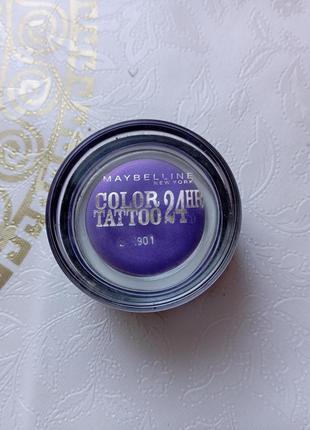 MAYBELLINE
NEW YORK
COLOR 24HR
TATTOO